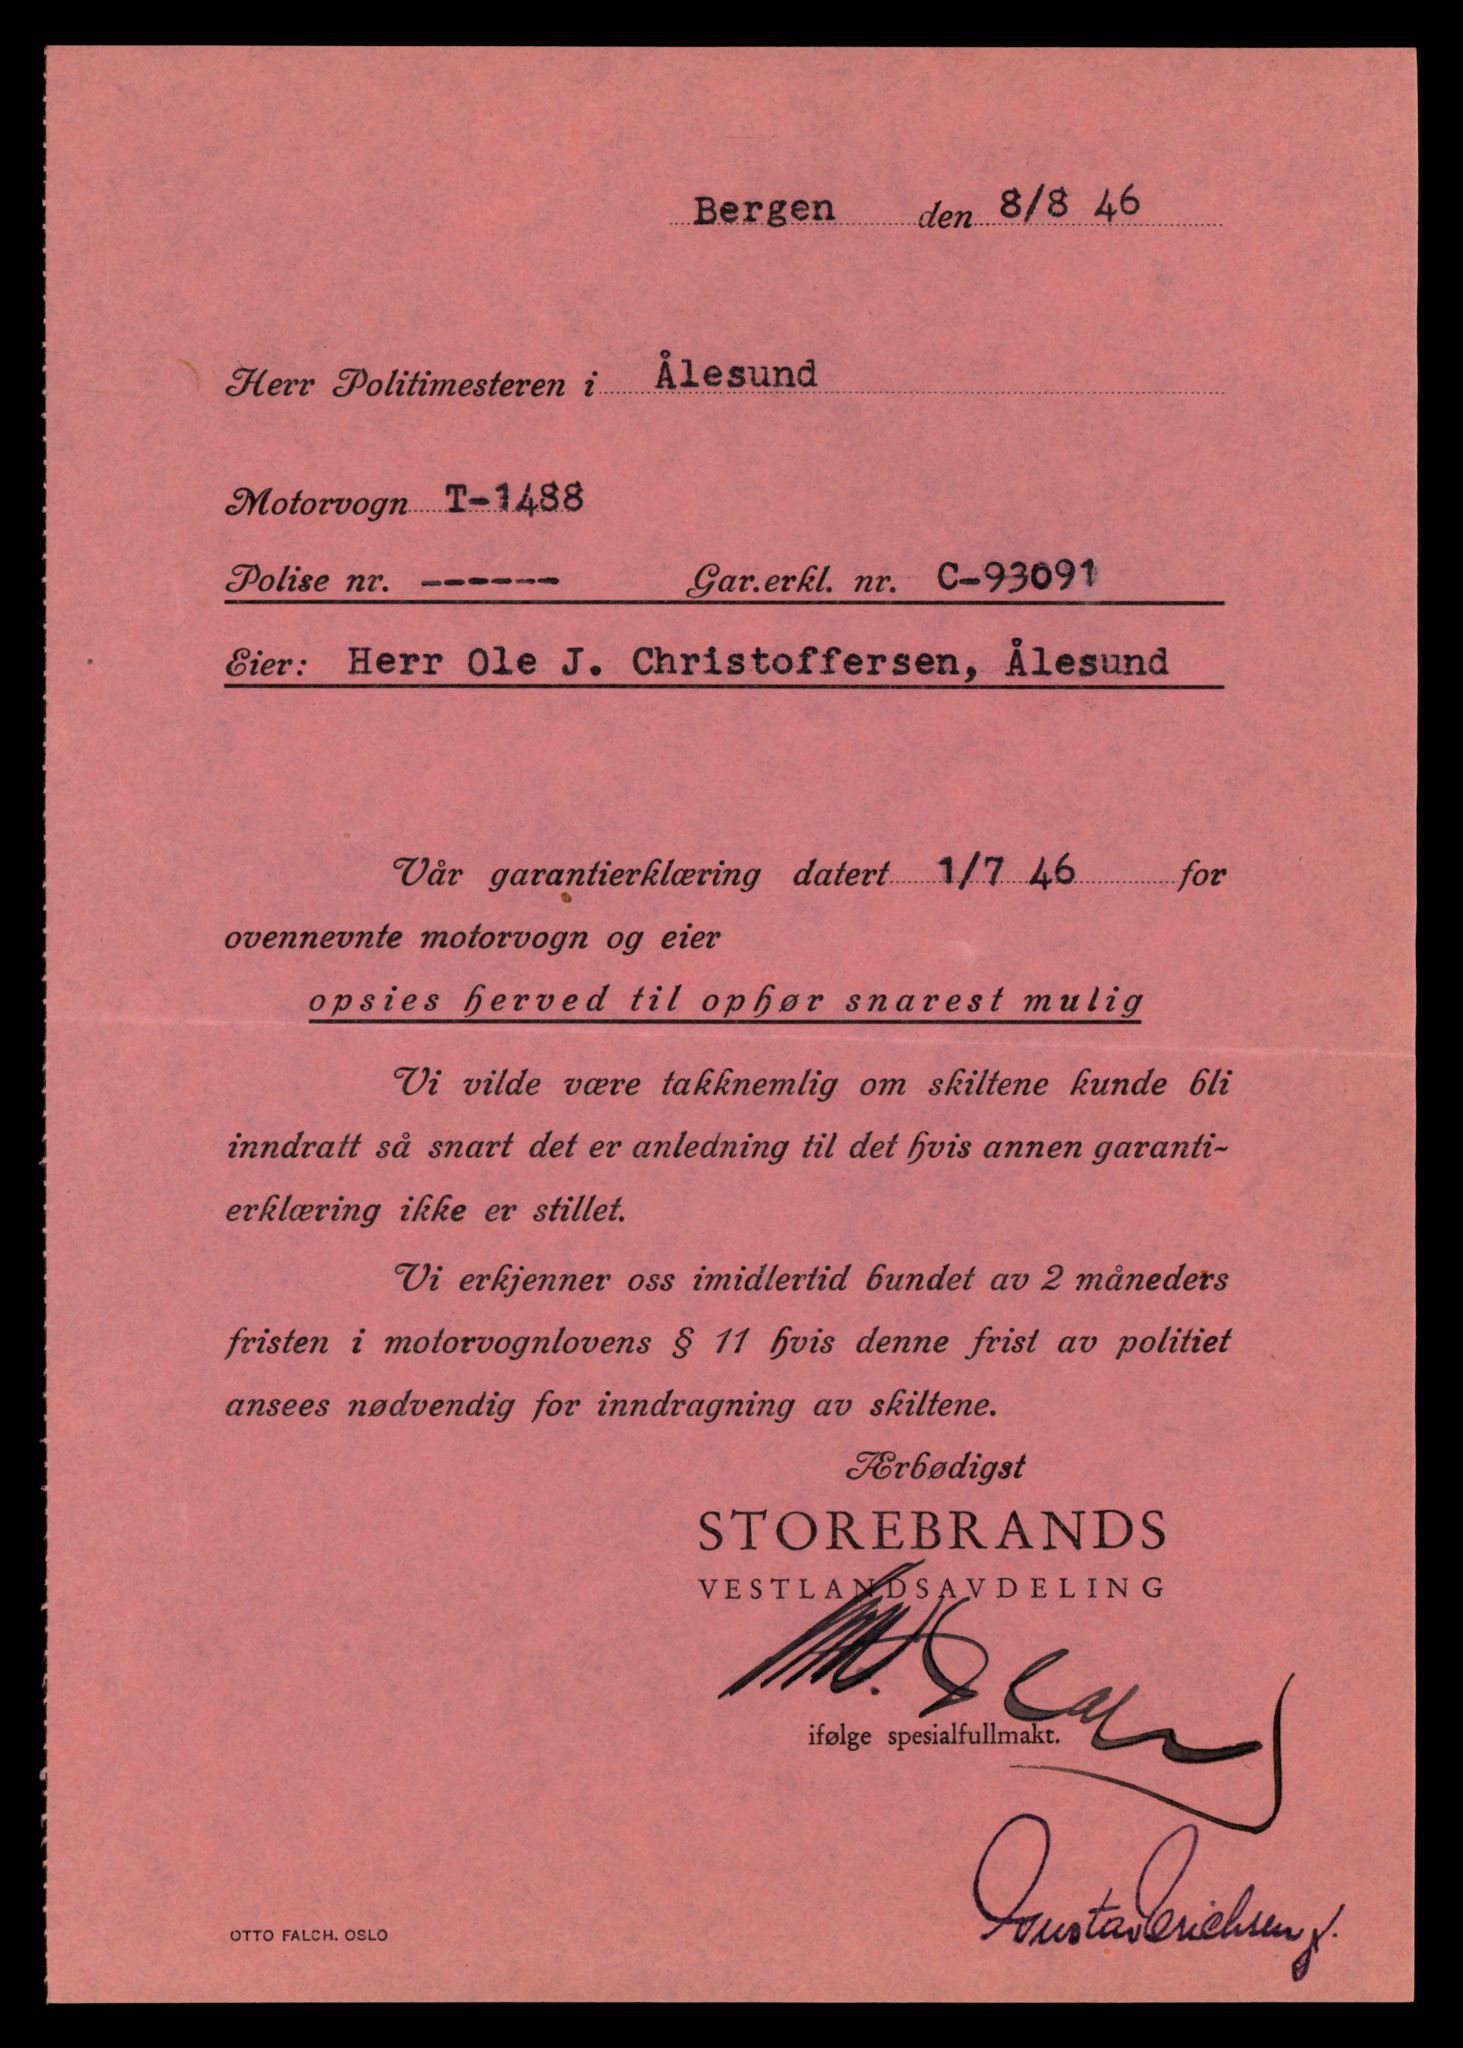 Bergen den 8/8 46
Herr Politimesteren i Ålesund
Motorvogn T-1488
Polise nr. ------ Gar.erkl. nr. C-93091
Eier: Herr Ole J. Christoffersen, Ålesund
Vår garantierklæring datert 1/7 46 for
ovennevnte motorvogn og eier
opsies herved til ophør snarest mulig
Vi vilde være takknemlig om skiltene kunde bli
inndratt så snart det er anledning til det hvis annen garanti-
erklæring ikke er stillet.
Vi erkjenner oss imidlertid bundet av 2 måneders
fristen i motorvognlovens § 11 hvis denne frist av politiet
ansees nødvendig for inndragning av skiltene.
Ærbødigst
STOREBRANDS
VESTLANDSAVDELING
ifølge spesialfullmakt.
Gustav Erichsen
OTTO FALCH. OSLO